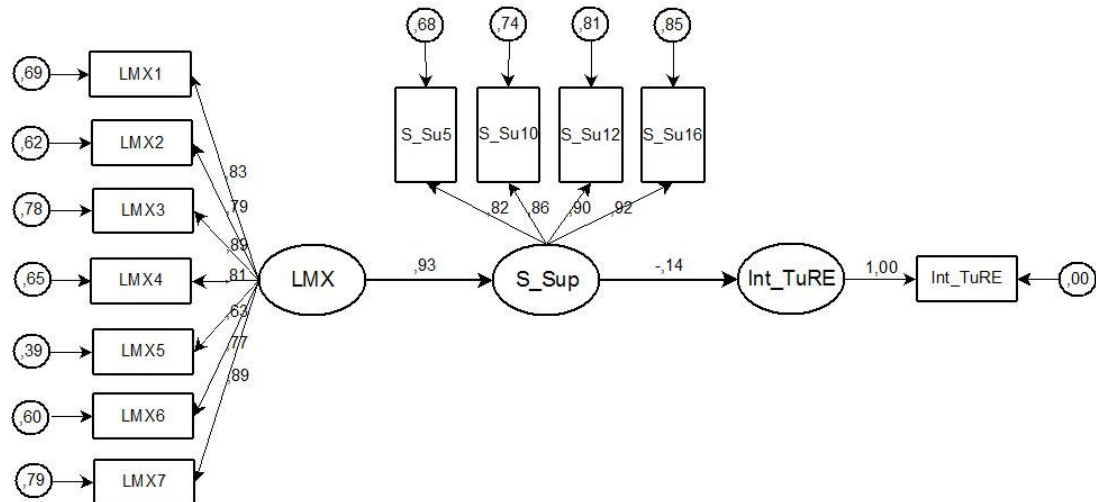 ,68 ,74 ,81 ,85
,69 LMX1
S_Su5 S_Su10 S_Su12 S_Su16
,62 LMX2
,83
,78 LMX3
,79
,82 ,86 ,90 ,92
,89
,65 LMX4 ,81 LMX ,93 S_Sup -,14 Int_TuRE 1,00 Int_TuRE ,00
,63
,39 LMX5
,77
,89
,60 LMX6
,79 LMX7